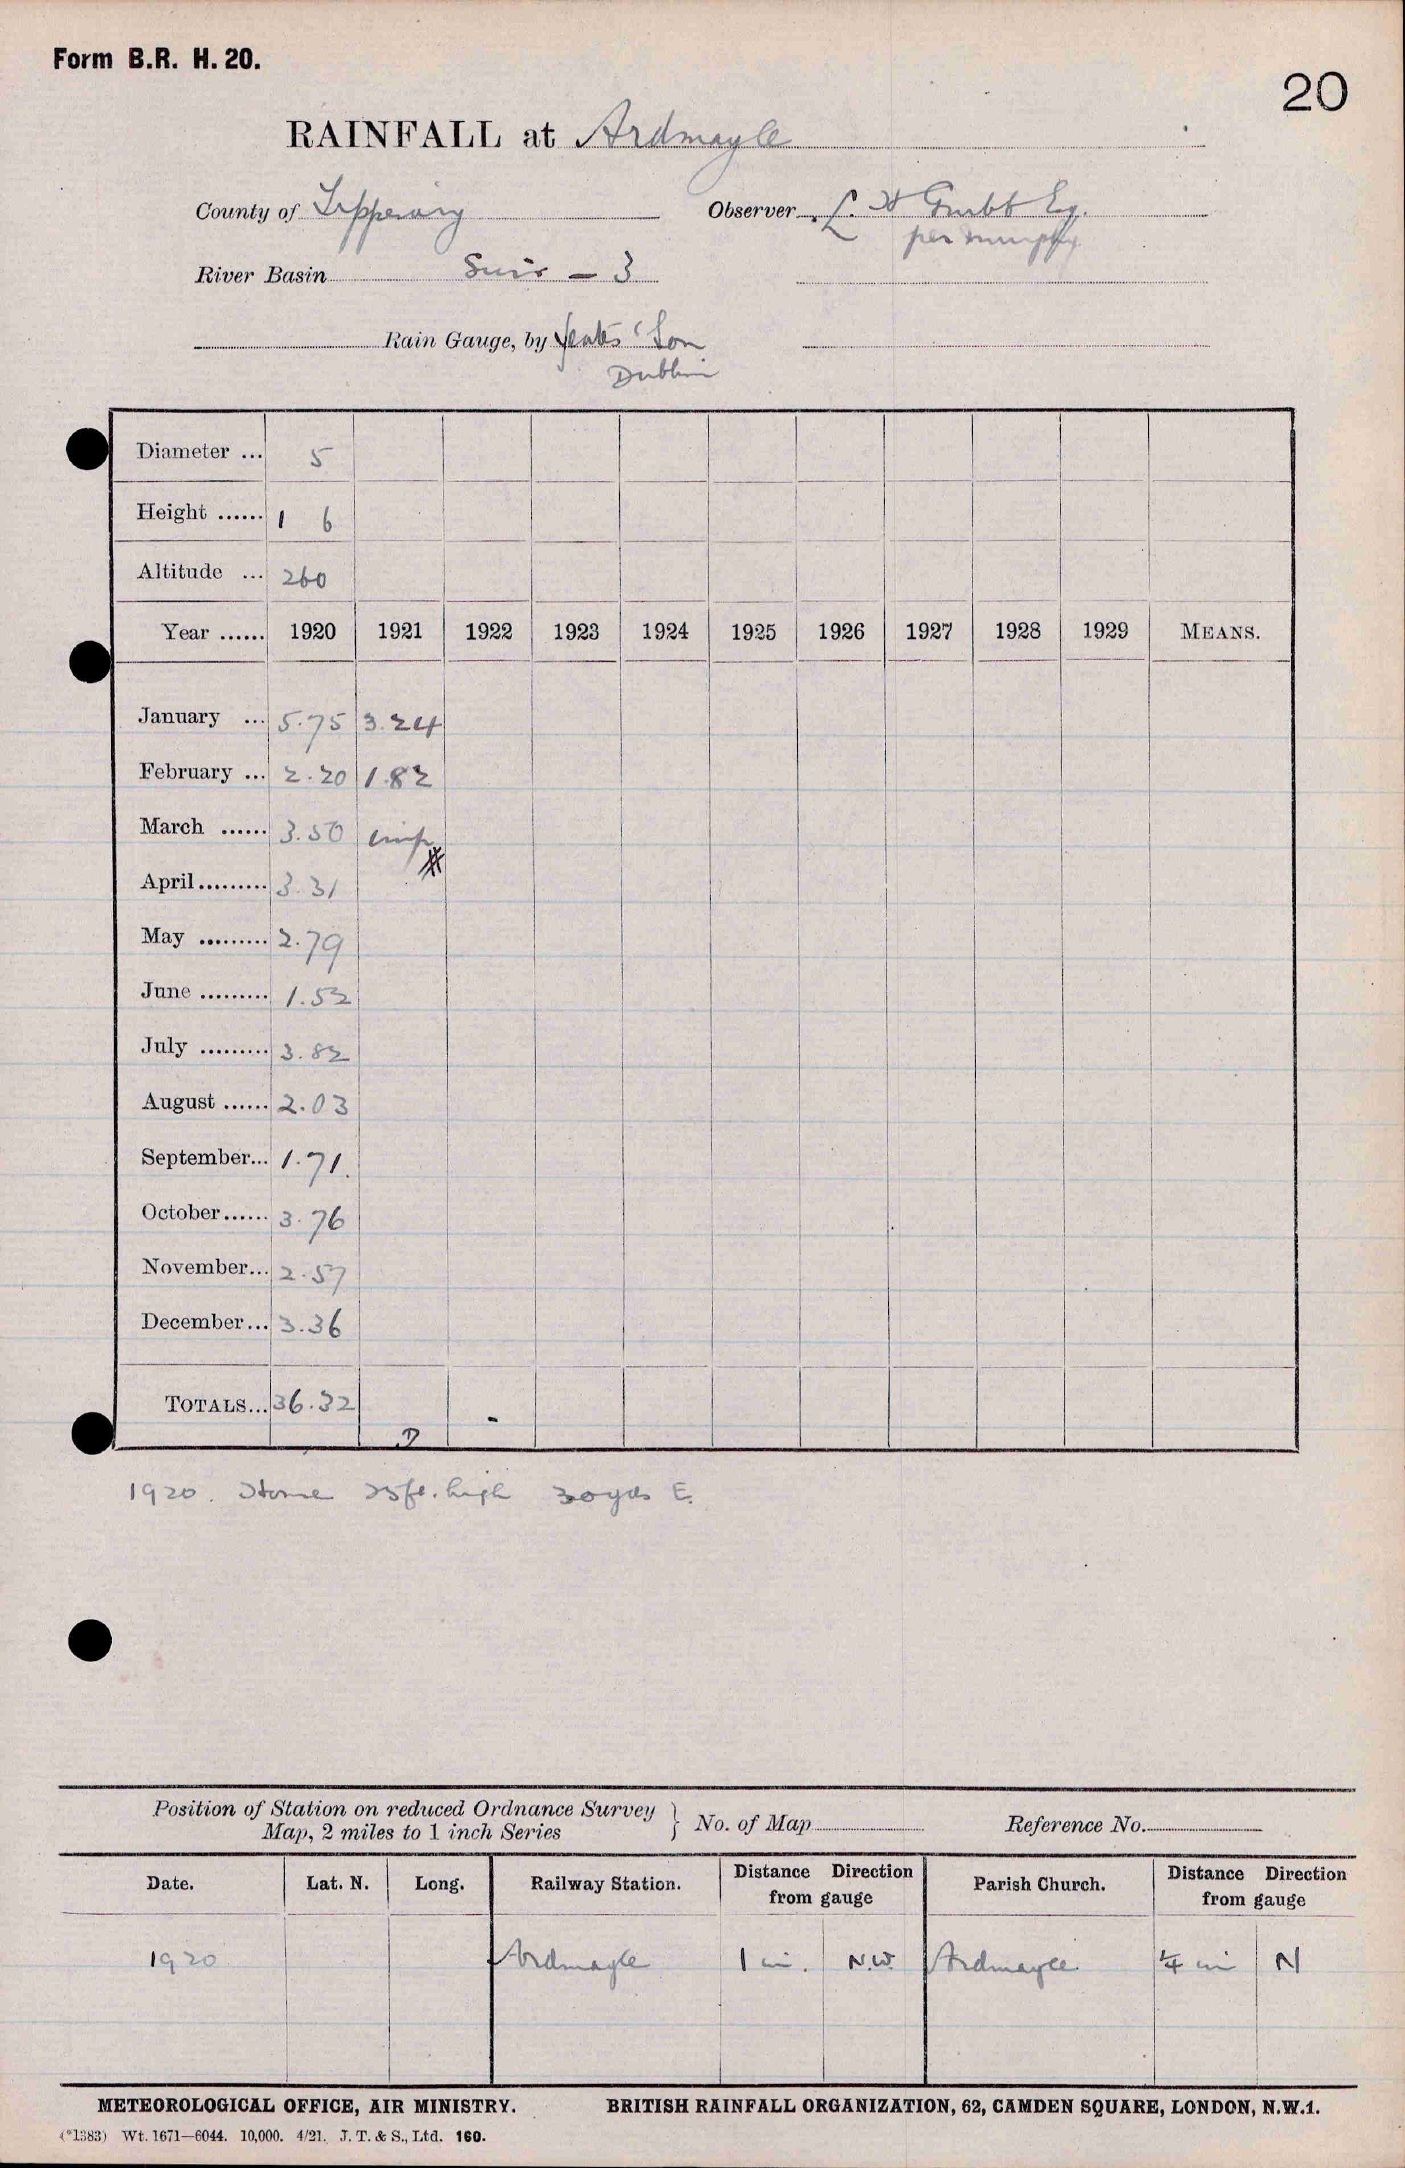 Form B.R. H. 20.
20
RAINFALL at Ardmayle
County of Tipperary Observer L. H Grubb Esq.
per Murphy
River Basin Suir - 3
Rain Gauge, by Yeates & Son
Dublin
Diameter ... 5
Height ...... 1 6
Altitude ... 260
Year ...... 1920 1921 1922 1923 1924 1925 1926 1927 1928 1929 MEANS.
January ... 5.75 3.24
February ... 2.20 1.82
March ...... 3.50 imp
#
April......... 3.31
May ......... 2.79
June ......... 1.52
July ......... 3.82
August ...... 2.03
September... 1.71
October...... 3.76
November... 2.57
December... 3.36
TOTALS... 36.32
1920. House 25ft. high 30yds E.
Position of Station on reduced Ordnance Survey
Map, 2 miles to 1 inch Series } No. of Map Reference No.
Date. Lat. N. Long. Railway Station. Distance Direction from gauge Parish Church. Distance Direction from gauge
1920 Ardmayle 1 m. N.W. Ardmayle 1/4 m N
METEOROLOGICAL OFFICE, AIR MINISTRY. BRITISH RAINFALL ORGANIZATION, 62, CAMDEN SQUARE, LONDON, N.W.1.
(*1383) Wt. 1671—6044. 10,000. 4/21. J. T. & S., Ltd. 160.